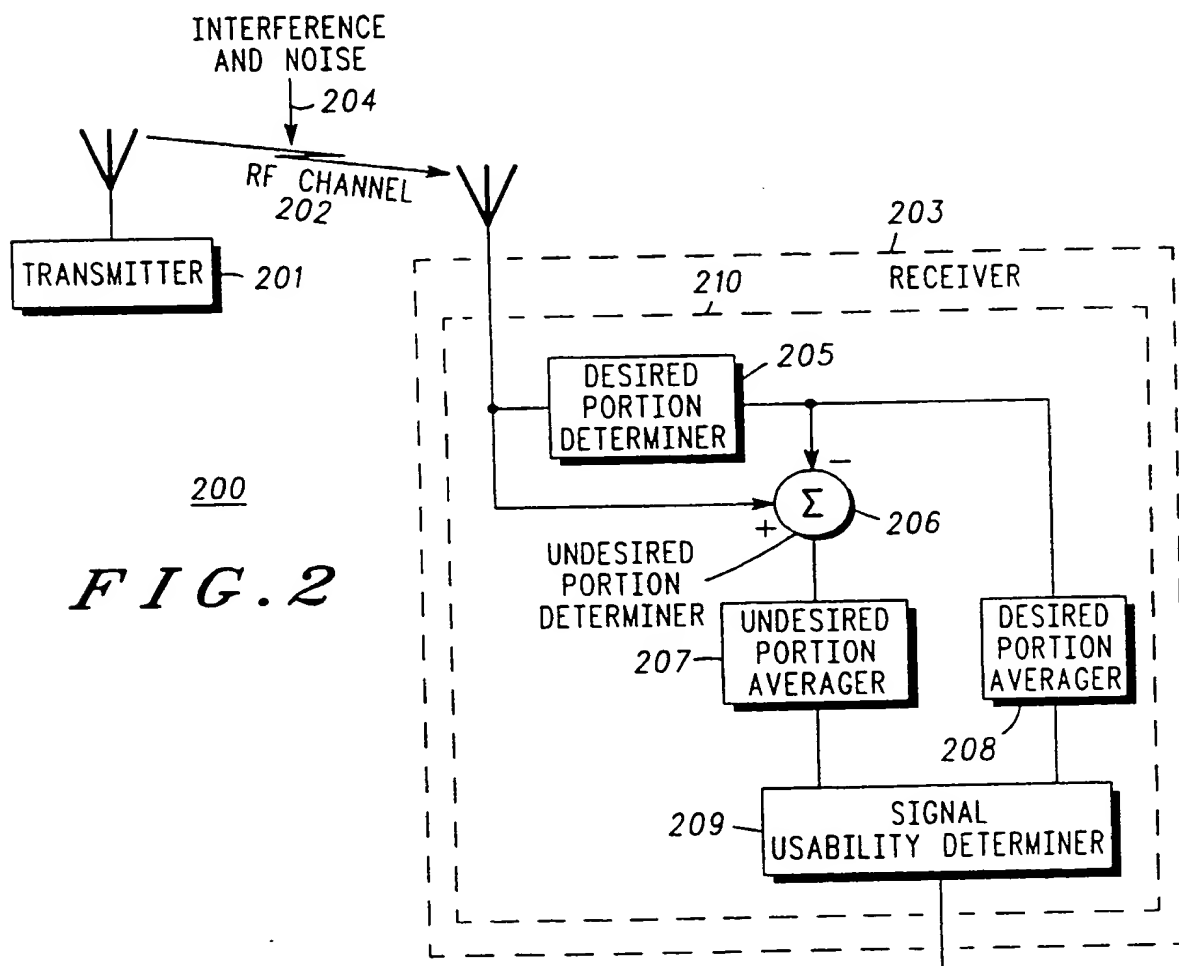 INTERFERENCE
AND NOISE
204
RF CHANNEL
202
TRANSMITTER
201
203
RECEIVER
210
DESIRED
PORTION
DETERMINER
205
−
Σ
+
206
200
FIG.2
UNDESIRED
PORTION
DETERMINER
UNDESIRED
PORTION
AVERAGER
207
DESIRED
PORTION
AVERAGER
208
209
SIGNAL
USABILITY DETERMINER